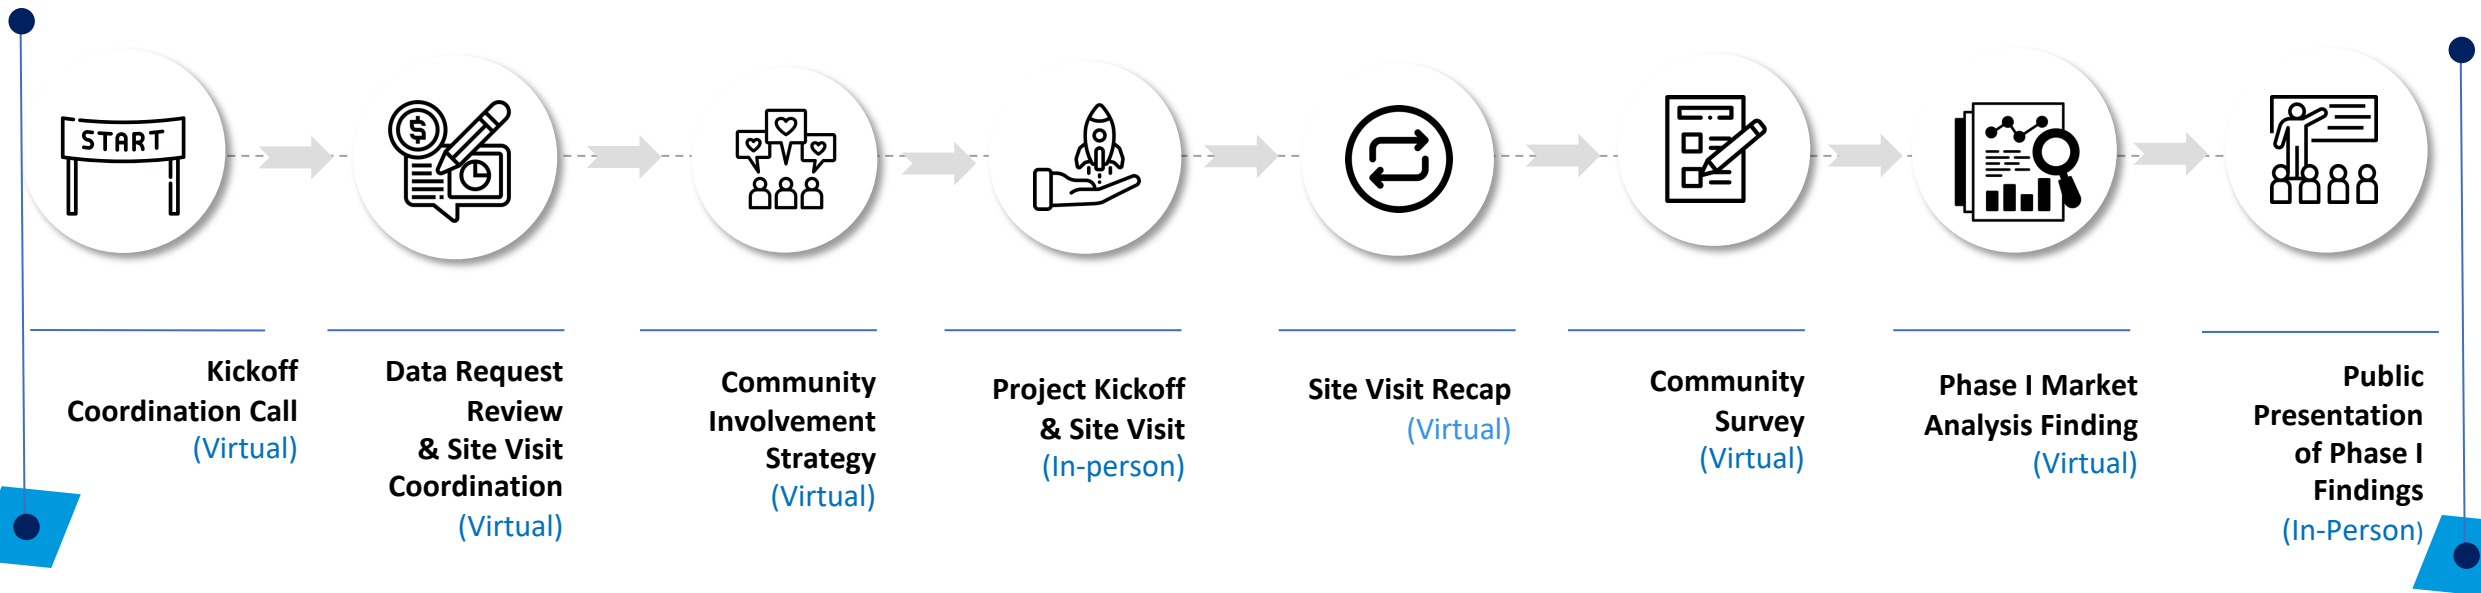 START
$
Kickoff
Coordination Call
(Virtual)
Data Request
Review
& Site Visit
Coordination
(Virtual)
Community
Involvement
Strategy
(Virtual)
Project Kickoff
& Site Visit
(In-person)
Site Visit Recap
(Virtual)
Community
Survey
(Virtual)
Phase I Market
Analysis Finding
(Virtual)
Public
Presentation
of Phase I
Findings
(In-Person)